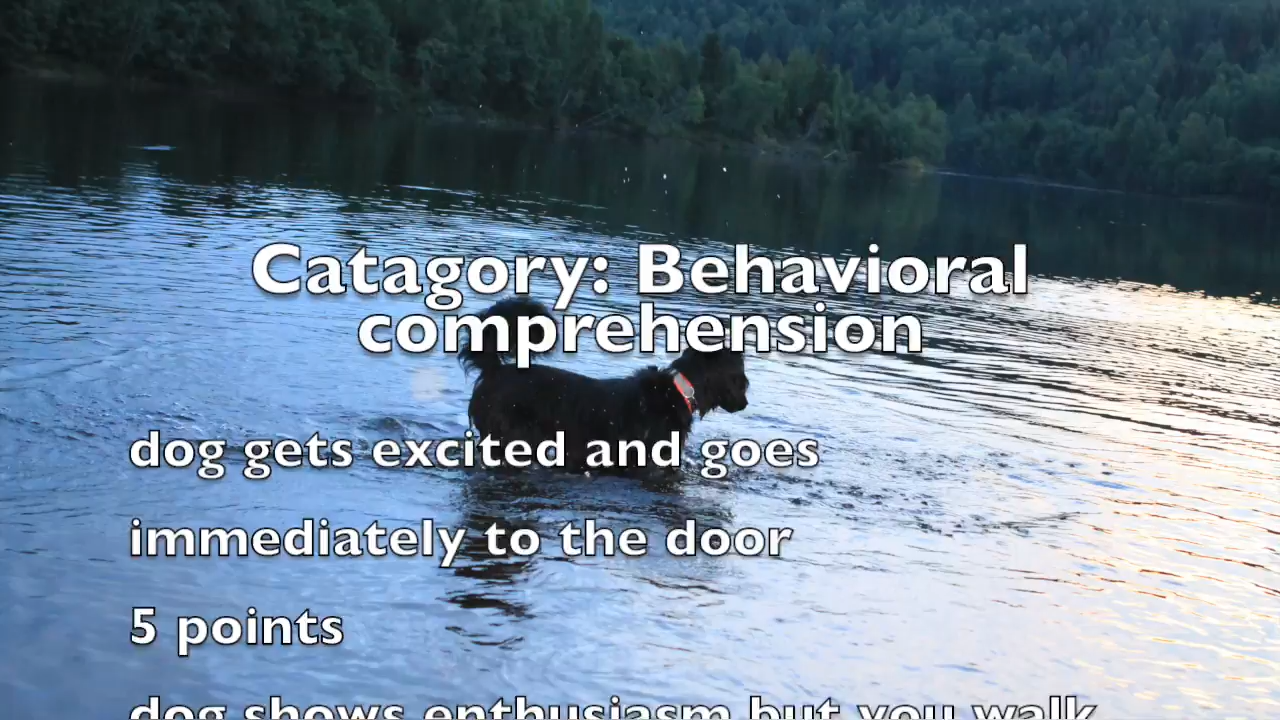 Catagory: Behavioral
comprehension
dog gets excited and goes
immediately to the door
5 points
dog shows enthusiasm but you walk